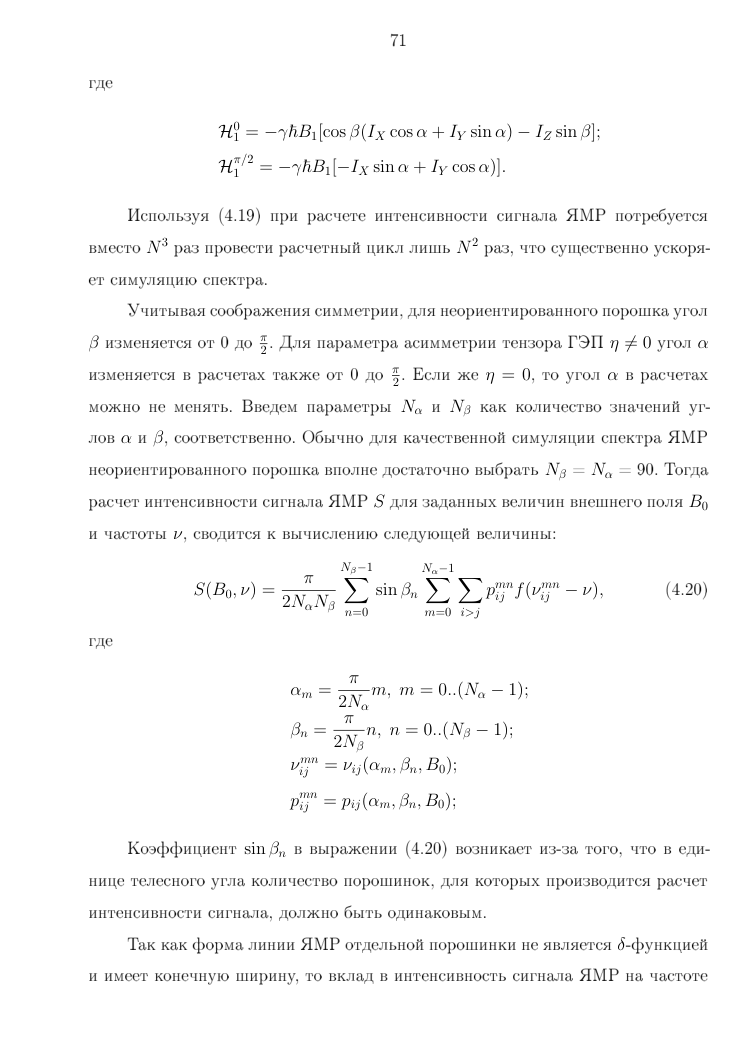 71
где
ℋ₁⁰ = −γℏB₁[cos β(I_X cos α + I_Y sin α) − I_Z sin β];
ℋ₁^{π/2} = −γℏB₁[−I_X sin α + I_Y cos α)].
Используя (4.19) при расчете интенсивности сигнала ЯМР потребуется
вместо N³ раз провести расчетный цикл лишь N² раз, что существенно ускоря-
ет симуляцию спектра.
Учитывая соображения симметрии, для неориентированного порошка угол
β изменяется от 0 до π/2. Для параметра асимметрии тензора ГЭП η ≠ 0 угол α
изменяется в расчетах также от 0 до π/2. Если же η = 0, то угол α в расчетах
можно не менять. Введем параметры N_α и N_β как количество значений уг-
лов α и β, соответственно. Обычно для качественной симуляции спектра ЯМР
неориентированного порошка вполне достаточно выбрать N_β = N_α = 90. Тогда
расчет интенсивности сигнала ЯМР S для заданных величин внешнего поля B₀
и частоты ν, сводится к вычислению следующей величины:
S(B₀, ν) = π/(2N_αN_β) ∑_{n=0}^{N_β−1} sin β_n ∑_{m=0}^{N_α−1} ∑_{i>j} p_{ij}^{mn} f(ν_{ij}^{mn} − ν), (4.20)
где
α_m = π/(2N_α) m, m = 0..(N_α − 1);
β_n = π/(2N_β) n, n = 0..(N_β − 1);
ν_{ij}^{mn} = ν_{ij}(α_m, β_n, B₀);
p_{ij}^{mn} = p_{ij}(α_m, β_n, B₀);
Коэффициент sin β_n в выражении (4.20) возникает из-за того, что в еди-
нице телесного угла количество порошинок, для которых производится расчет
интенсивности сигнала, должно быть одинаковым.
Так как форма линии ЯМР отдельной порошинки не является δ-функцией
и имеет конечную ширину, то вклад в интенсивность сигнала ЯМР на частоте